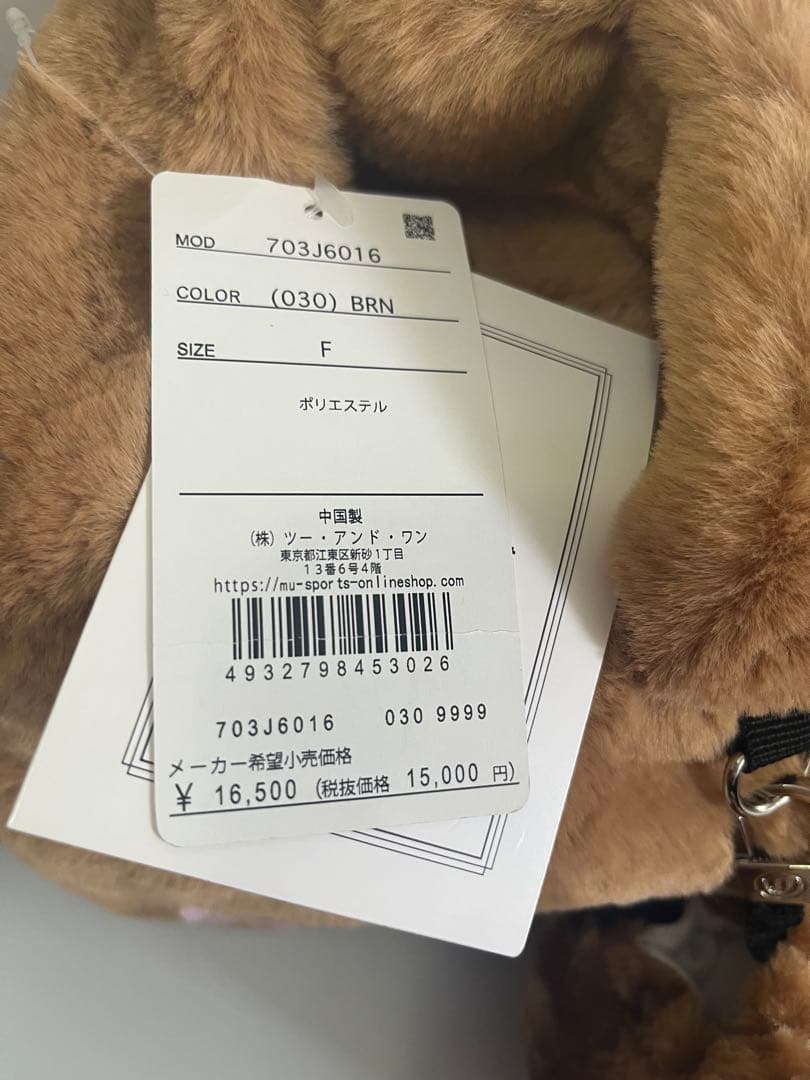 MOD 703J6016
COLOR (030) BRN
SIZE F
ポリエステル
中国製
(株) ツー・アンド・ワン
東京都江東区新砂1丁目
13番6号4階
https://mu-sports-onlineshop.com
4932798453026
703J6016 030 9999
メーカー希望小売価格
¥ 16,500 (税抜価格 15,000 円)